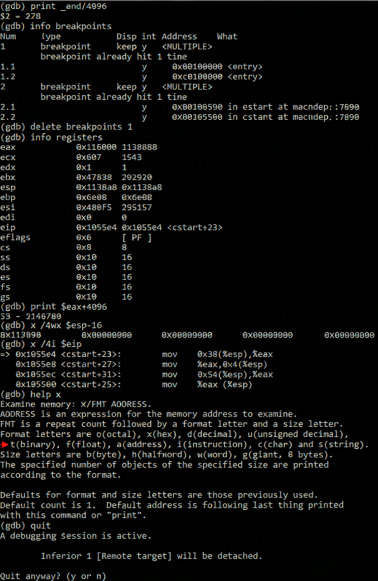 (gdb) print _end/4096
$2 = 278
(gdb) info breakpoints
Num Type Disp int Address What
1 breakpoint keep y <MULTIPLE>
breakpoint already hit 1 time
1.1 y 0x00100000 <entry>
1.2 y 0xc0100000 <entry>
2 breakpoint keep y <MULTIPLE>
breakpoint already hit 1 time
2.1 y 0x00100590 in estart at macndep.:7890
2.2 y 0x00105500 in cstart at macndep.:7890
(gdb) delete breakpoints 1
(gdb) info registers
eax 0x116000 1138888
ecx 0x607 1543
edx 0x1 1
ebx 0x47838 292920
esp 0x1138a8 0x1138a8
ebp 0x6e08 0x6e08
esi 0x480F5 295157
edi 0x0 0
eip 0x1055e4 0x1055e4 <cstart+23>
eflags 0x6 [ PF ]
cs 0x8 8
ss 0x10 16
ds 0x10 16
es 0x10 16
fs 0x10 16
gs 0x10 16
(gdb) print $eax+4096
$3 - 2146780
(gdb) x /4wx $esp-16
0x113898 0x00000000 0x00009000 0x00000000 0x00000000
(gdb) x /4i $eip
=> 0x1055e4 <cstart+23>: mov 0x38(%esp),%eax
0x1055e8 <cstart+27>: mov %eax,0x4(%esp)
0x1055ec <cstart+31>: mov 0x54(%esp),%eax
0x105500 <cstart+25>: mov %eax (%esp)
(gdb) help x
Examine memory: x/FMT AOORESS.
AOORESS is an expression for the memory address to examine.
FMT is a repeat count followed by a format letter and a size letter.
Format letters are o(octal), x(hex), d(decimal), u(unsigned decimal),
t(binary), f(float), a(address), i(instruction), c(char) and s(string).
Size letters are b(byte), h(halfword), w(word), g(giant, 8 bytes).
The specified number of objects of the specified size are printed
according to the format.
Defaults for format and size letters are those previously used.
Default count is 1. Default address is following last thing printed
with this command or "print".
(gdb) quit
A debugging session is active.
Inferior 1 [Remote target] will be detached.
Quit anyway? (y or n)